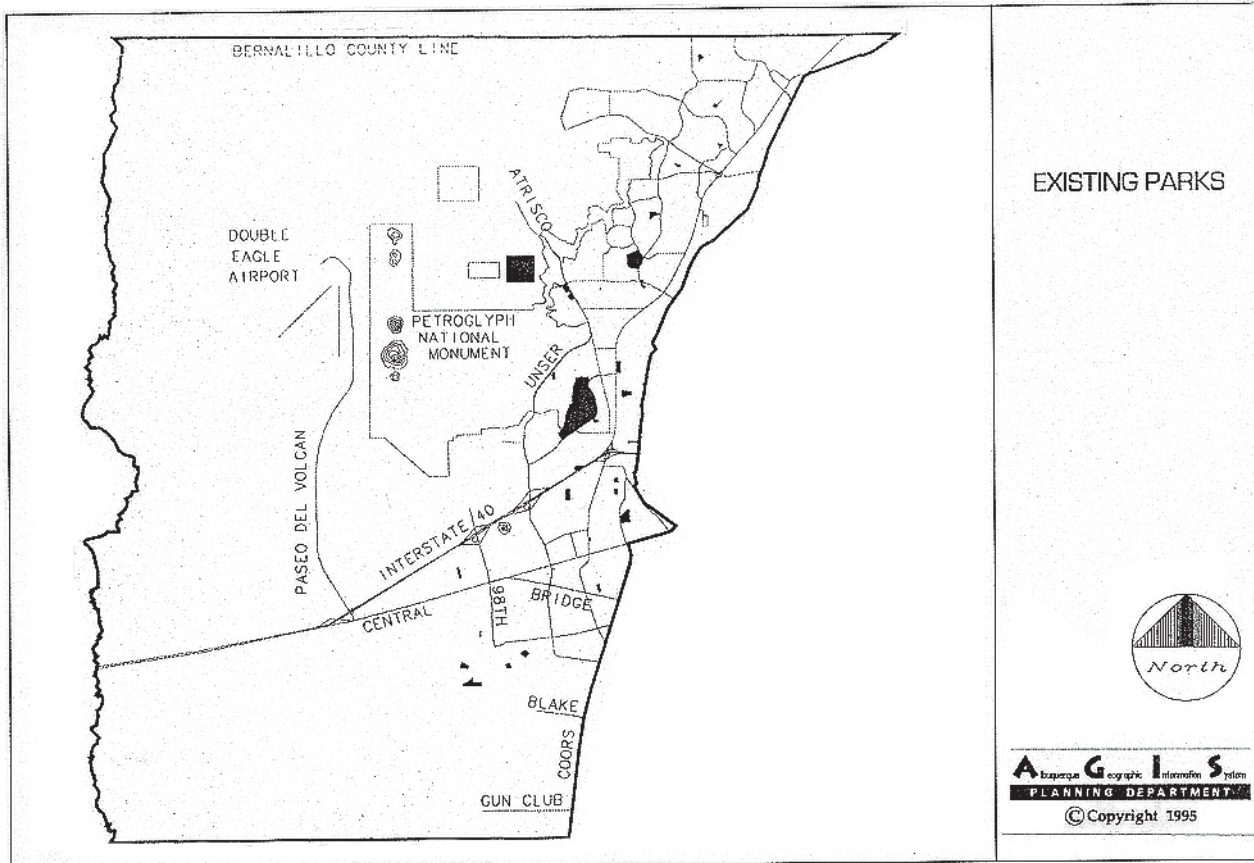 BERNALILLO COUNTY LINE
EXISTING PARKS
ATRISCO
DOUBLE
EAGLE
AIRPORT
PETROGLYPH
NATIONAL
MONUMENT
UNSER
PASEO DEL VOLCAN
INTERSTATE/40
CENTRAL
98TH
BRIDGE
North
BLAKE
COORS
GUN CLUB
Albuquerque Geographic Information System
PLANNING DEPARTMENT
© Copyright 1995